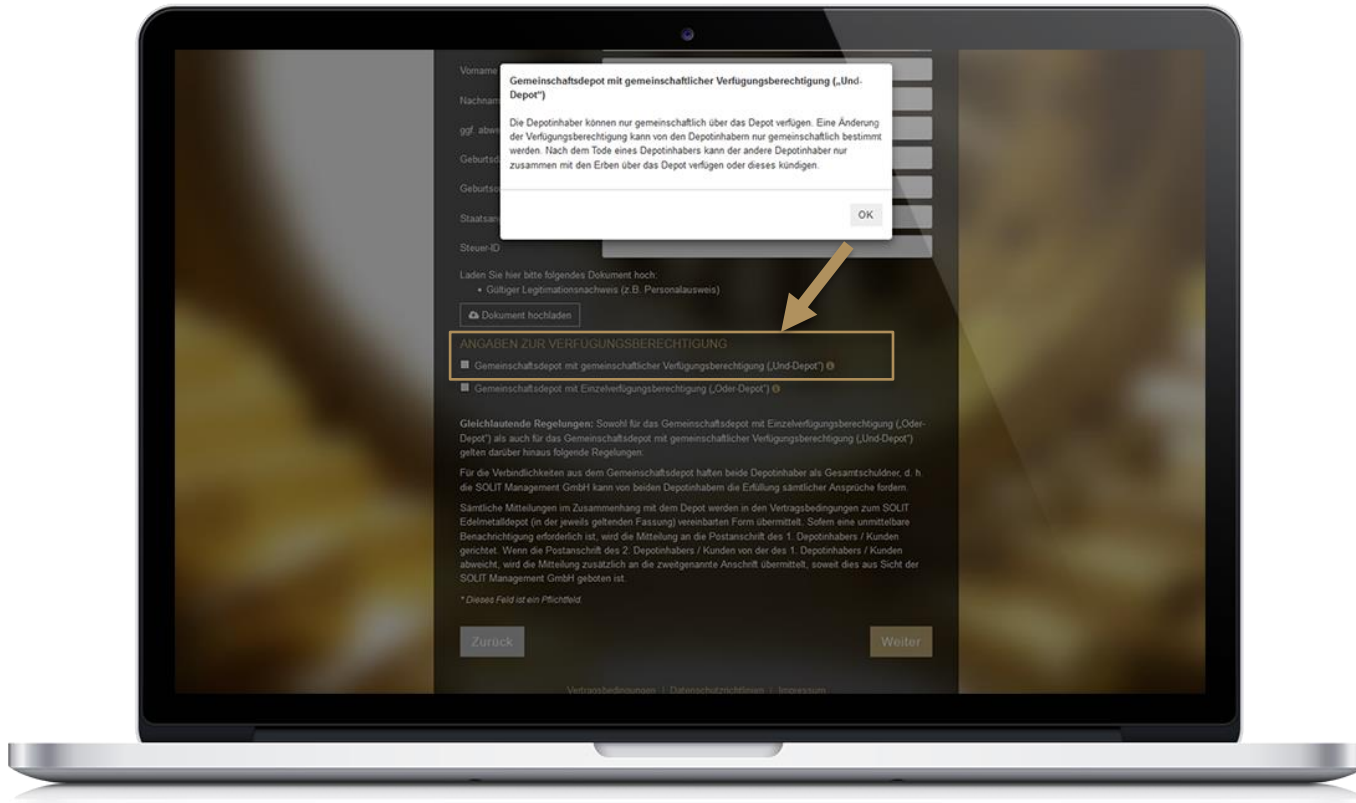 Vorname
Gemeinschaftsdepot mit gemeinschaftlicher Verfügungsberechtigung („Und-
Depot“)
Die Depotinhaber können nur gemeinschaftlich über das Depot verfügen. Eine Änderung
der Verfügungsberechtigung kann von den Depotinhabern nur gemeinschaftlich bestimmt
werden. Nach dem Tode eines Depotinhabers kann der andere Depotinhaber nur
zusammen mit den Erben über das Depot verfügen oder dieses kündigen.
OK
Nachnam
ggf. abwe
Geburtsd
Geburtso
Staatsan
Steuer-ID
Laden Sie hier bitte folgendes Dokument hoch:
• Gültiger Legitimationsnachweis (z.B. Personalausweis)
Dokument hochladen
ANGABEN ZUR VERFÜGUNGSBERECHTIGUNG
Gemeinschaftsdepot mit gemeinschaftlicher Verfügungsberechtigung („Und-Depot“)
Gemeinschaftsdepot mit Einzelverfügungsberechtigung („Oder-Depot“)
Gleichlautende Regelungen: Sowohl für das Gemeinschaftsdepot mit Einzelverfügungsberechtigung („Oder-
Depot“) als auch für das Gemeinschaftsdepot mit gemeinschaftlicher Verfügungsberechtigung („Und-Depot“)
gelten darüber hinaus folgende Regelungen:
Für die Verbindlichkeiten aus dem Gemeinschaftsdepot haften beide Depotinhaber als Gesamtschuldner, d. h.
die SOLIT Management GmbH kann von beiden Depotinhabern die Erfüllung sämtlicher Ansprüche fordern.
Sämtliche Mitteilungen im Zusammenhang mit dem Depot werden in den Vertragsbedingungen zum SOLIT
Edelmetalldepot (in der jeweils geltenden Fassung) vereinbarten Form übermittelt. Sofern eine unmittelbare
Benachrichtigung erforderlich ist, wird die Mitteilung an die Postanschrift des 1. Depotinhabers / Kunden
gerichtet. Wenn die Postanschrift des 2. Depotinhabers / Kunden von der des 1. Depotinhabers / Kunden
abweicht, wird die Mitteilung zusätzlich an die zweitgenannte Anschrift übermittelt, soweit dies aus Sicht der
SOLIT Management GmbH geboten ist.
* Dieses Feld ist ein Pflichtfeld.
Zurück
Weiter
Vertragsbedingungen | Datenschutzrichtlinien | Impressum